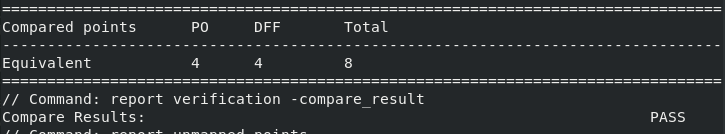 ================================================================================
Compared points      PO     DFF       Total
--------------------------------------------------------------------------------
Equivalent           4      4         8
================================================================================
// Command: report verification -compare_result
Compare Results:                                                        PASS
// Command: report unmapped points